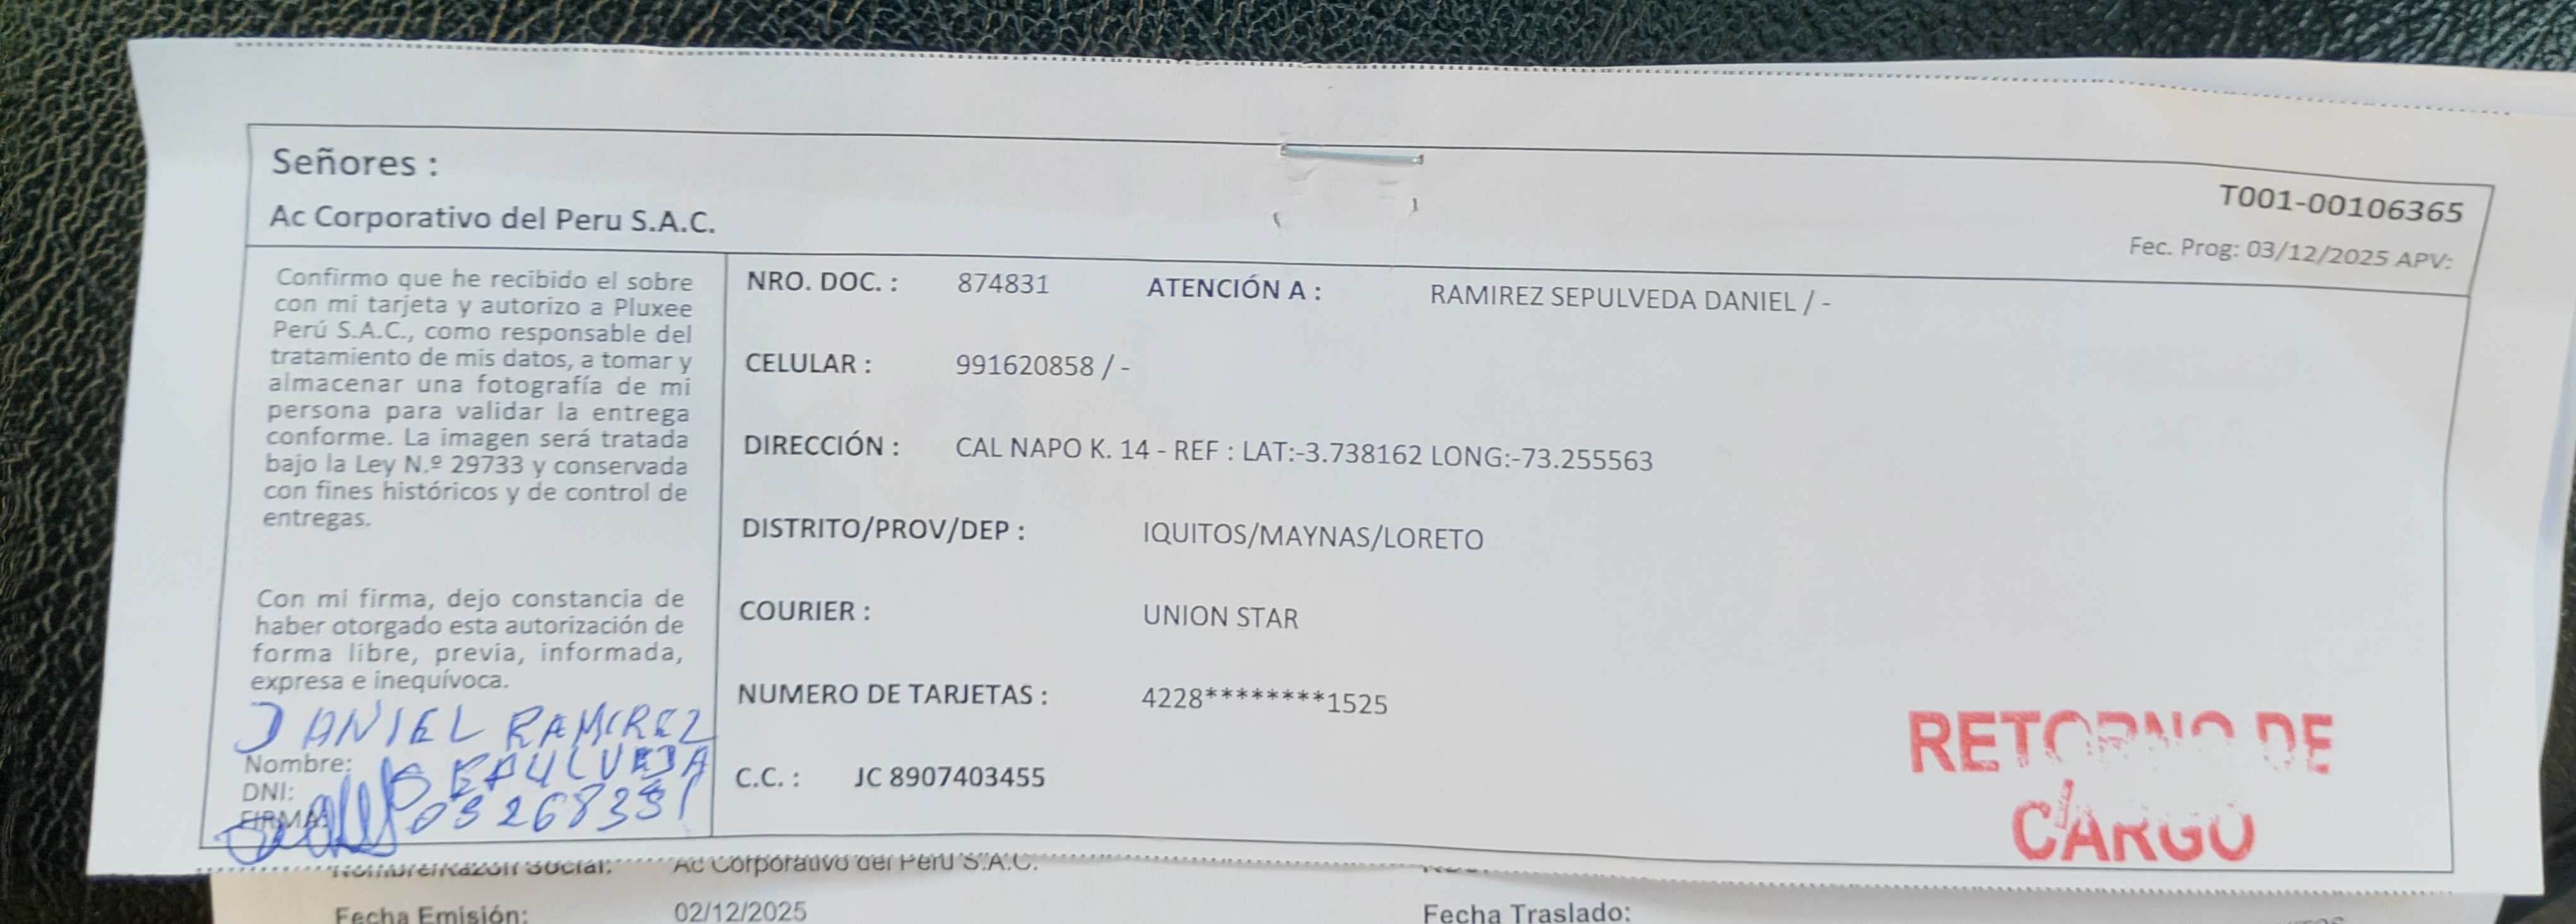 Señores :
Ac Corporativo del Peru S.A.C.
T001-00106365
Fec. Prog: 03/12/2025 APV:
Confirmo que he recibido el sobre
con mi tarjeta y autorizo a Pluxee
Perú S.A.C., como responsable del
tratamiento de mis datos, a tomar y
almacenar una fotografía de mi
persona para validar la entrega
conforme. La imagen será tratada
bajo la Ley N.º 29733 y conservada
con fines históricos y de control de
entregas.
Con mi firma, dejo constancia de
haber otorgado esta autorización de
forma libre, previa, informada,
expresa e inequívoca.
DANIEL RAMIREZ
Nombre: SEPULVEDA
DNI: 05268351
FIRMA:
NRO. DOC. : 874831 ATENCIÓN A : RAMIREZ SEPULVEDA DANIEL / -
CELULAR : 991620858 / -
DIRECCIÓN : CAL NAPO K. 14 - REF : LAT:-3.738162 LONG:-73.255563
DISTRITO/PROV/DEP : IQUITOS/MAYNAS/LORETO
COURIER : UNION STAR
NUMERO DE TARJETAS : 4228********1525
C.C. : JC 8907403455
RETORNO DE
CARGO
Nombre/Razón Social: Ac Corporativo del Peru S.A.C.
Fecha Emisión: 02/12/2025 Fecha Traslado: